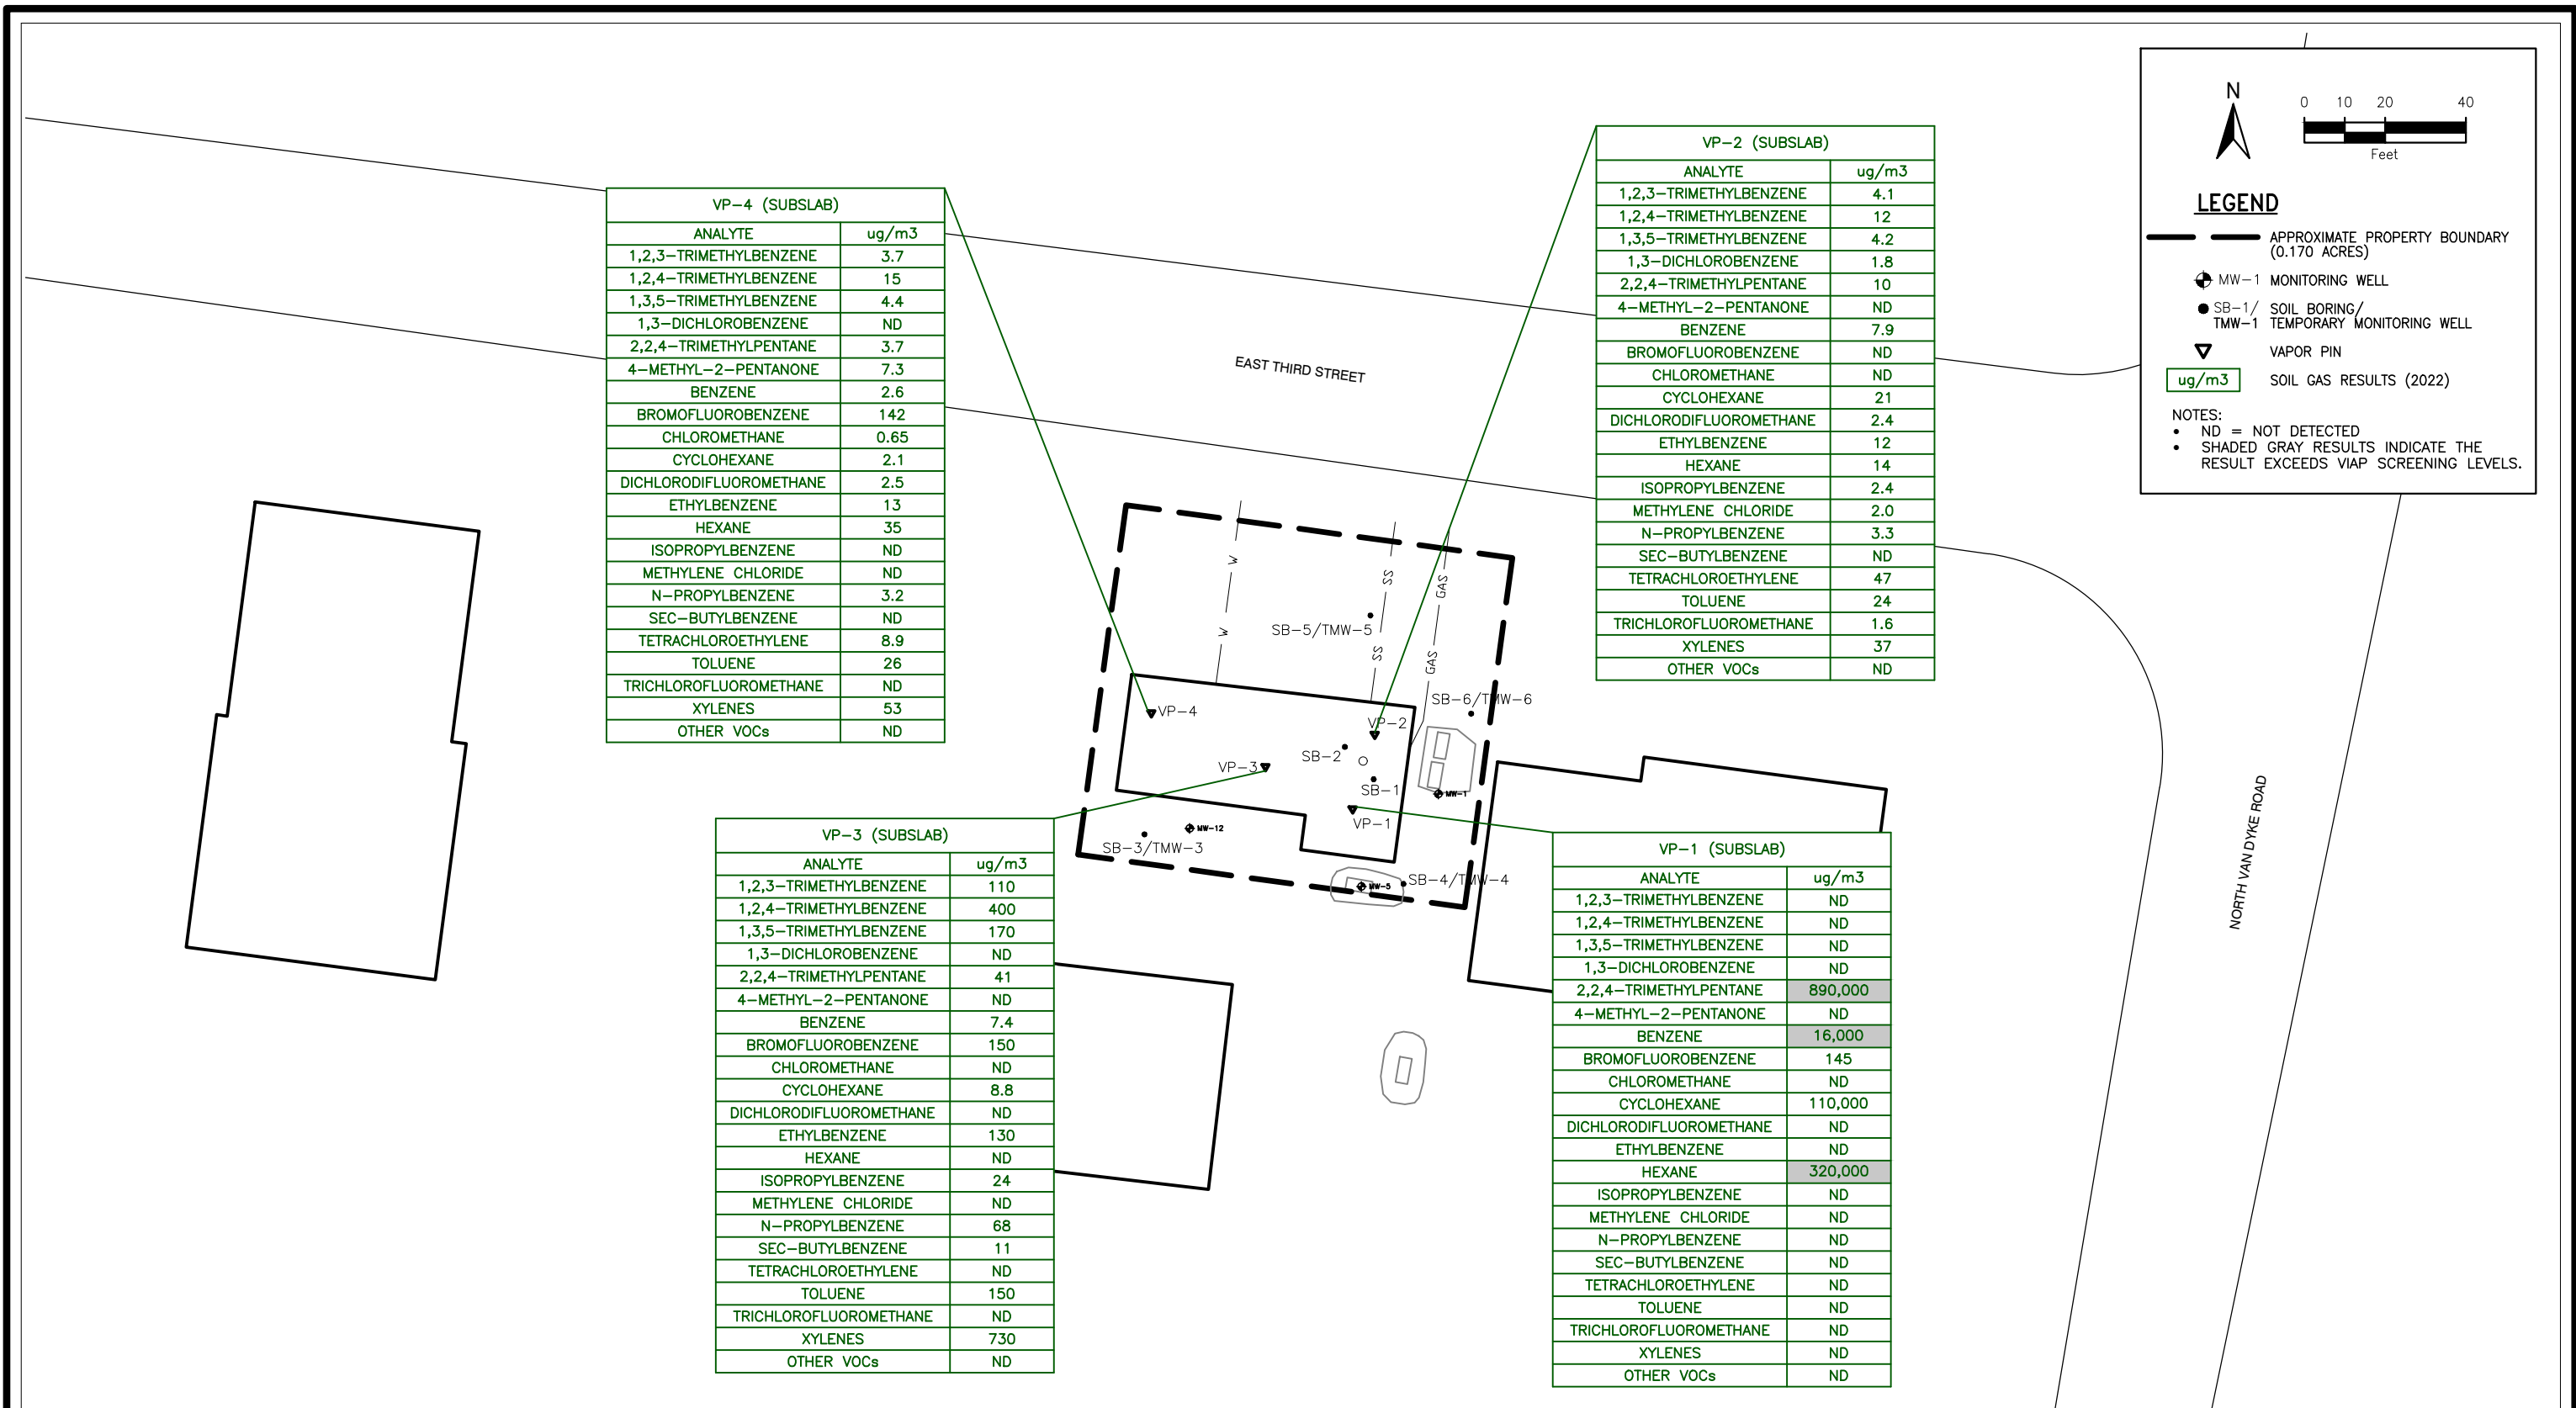 VP-4 (SUBSLAB)
ANALYTE ug/m3
1,2,3-TRIMETHYLBENZENE 3.7
1,2,4-TRIMETHYLBENZENE 15
1,3,5-TRIMETHYLBENZENE 4.4
1,3-DICHLOROBENZENE ND
2,2,4-TRIMETHYLPENTANE 3.7
4-METHYL-2-PENTANONE 7.3
BENZENE 2.6
BROMOFLUOROBENZENE 142
CHLOROMETHANE 0.65
CYCLOHEXANE 2.1
DICHLORODIFLUOROMETHANE 2.5
ETHYLBENZENE 13
HEXANE 35
ISOPROPYLBENZENE ND
METHYLENE CHLORIDE ND
N-PROPYLBENZENE 3.2
SEC-BUTYLBENZENE ND
TETRACHLOROETHYLENE 8.9
TOLUENE 26
TRICHLOROFLUOROMETHANE ND
XYLENES 53
OTHER VOCs ND
VP-2 (SUBSLAB)
ANALYTE ug/m3
1,2,3-TRIMETHYLBENZENE 4.1
1,2,4-TRIMETHYLBENZENE 12
1,3,5-TRIMETHYLBENZENE 4.2
1,3-DICHLOROBENZENE 1.8
2,2,4-TRIMETHYLPENTANE 10
4-METHYL-2-PENTANONE ND
BENZENE 7.9
BROMOFLUOROBENZENE ND
CHLOROMETHANE ND
CYCLOHEXANE 21
DICHLORODIFLUOROMETHANE 2.4
ETHYLBENZENE 12
HEXANE 14
ISOPROPYLBENZENE 2.4
METHYLENE CHLORIDE 2.0
N-PROPYLBENZENE 3.3
SEC-BUTYLBENZENE ND
TETRACHLOROETHYLENE 47
TOLUENE 24
TRICHLOROFLUOROMETHANE 1.6
XYLENES 37
OTHER VOCs ND
N
0 10 20 40
Feet
LEGEND
APPROXIMATE PROPERTY BOUNDARY
(0.170 ACRES)
MW-1 MONITORING WELL
SB-1/ SOIL BORING/
TMW-1 TEMPORARY MONITORING WELL
VAPOR PIN
ug/m3 SOIL GAS RESULTS (2022)
NOTES:
• ND = NOT DETECTED
• SHADED GRAY RESULTS INDICATE THE
RESULT EXCEEDS VIAP SCREENING LEVELS.
EAST THIRD STREET
W
SS
GAS
W
SS
GAS
SB-5/TMW-5
SB-6/TMW-6
VP-4
VP-2
SB-2
VP-3
SB-1
MW-1
VP-1
MW-12
SB-3/TMW-3
MW-5
SB-4/TMW-4
NORTH VAN DYKE ROAD
VP-3 (SUBSLAB)
ANALYTE ug/m3
1,2,3-TRIMETHYLBENZENE 110
1,2,4-TRIMETHYLBENZENE 400
1,3,5-TRIMETHYLBENZENE 170
1,3-DICHLOROBENZENE ND
2,2,4-TRIMETHYLPENTANE 41
4-METHYL-2-PENTANONE ND
BENZENE 7.4
BROMOFLUOROBENZENE 150
CHLOROMETHANE ND
CYCLOHEXANE 8.8
DICHLORODIFLUOROMETHANE ND
ETHYLBENZENE 130
HEXANE ND
ISOPROPYLBENZENE 24
METHYLENE CHLORIDE ND
N-PROPYLBENZENE 68
SEC-BUTYLBENZENE 11
TETRACHLOROETHYLENE ND
TOLUENE 150
TRICHLOROFLUOROMETHANE ND
XYLENES 730
OTHER VOCs ND
VP-1 (SUBSLAB)
ANALYTE ug/m3
1,2,3-TRIMETHYLBENZENE ND
1,2,4-TRIMETHYLBENZENE ND
1,3,5-TRIMETHYLBENZENE ND
1,3-DICHLOROBENZENE ND
2,2,4-TRIMETHYLPENTANE 890,000
4-METHYL-2-PENTANONE ND
BENZENE 16,000
BROMOFLUOROBENZENE 145
CHLOROMETHANE ND
CYCLOHEXANE 110,000
DICHLORODIFLUOROMETHANE ND
ETHYLBENZENE ND
HEXANE 320,000
ISOPROPYLBENZENE ND
METHYLENE CHLORIDE ND
N-PROPYLBENZENE ND
SEC-BUTYLBENZENE ND
TETRACHLOROETHYLENE ND
TOLUENE ND
TRICHLOROFLUOROMETHANE ND
XYLENES ND
OTHER VOCs ND